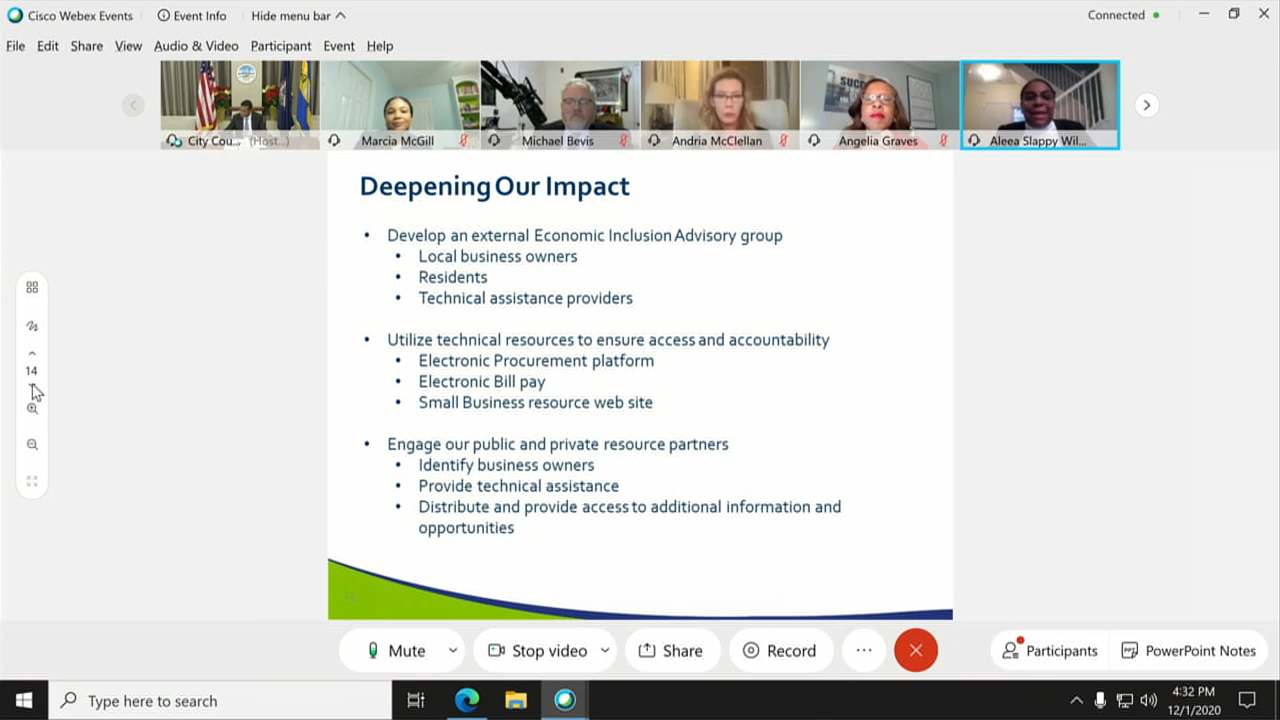 Cisco Webex Events
Event Info
Hide menu bar
Connected
File Edit Share View Audio & Video Participant Event Help
SUCC
City Cou... (Host...)
Marcia McGill
Michael Bevis
Andria McClellan
Angelia Graves
Aleea Slappy Wil...
Deepening Our Impact
• Develop an external Economic Inclusion Advisory group
• Local business owners
• Residents
• Technical assistance providers
• Utilize technical resources to ensure access and accountability
• Electronic Procurement platform
• Electronic Bill pay
• Small Business resource web site
• Engage our public and private resource partners
• Identify business owners
• Provide technical assistance
• Distribute and provide access to additional information and
opportunities
14
Mute
Stop video
Share
Record
Participants
PowerPoint Notes
Type here to search
4:32 PM
12/1/2020